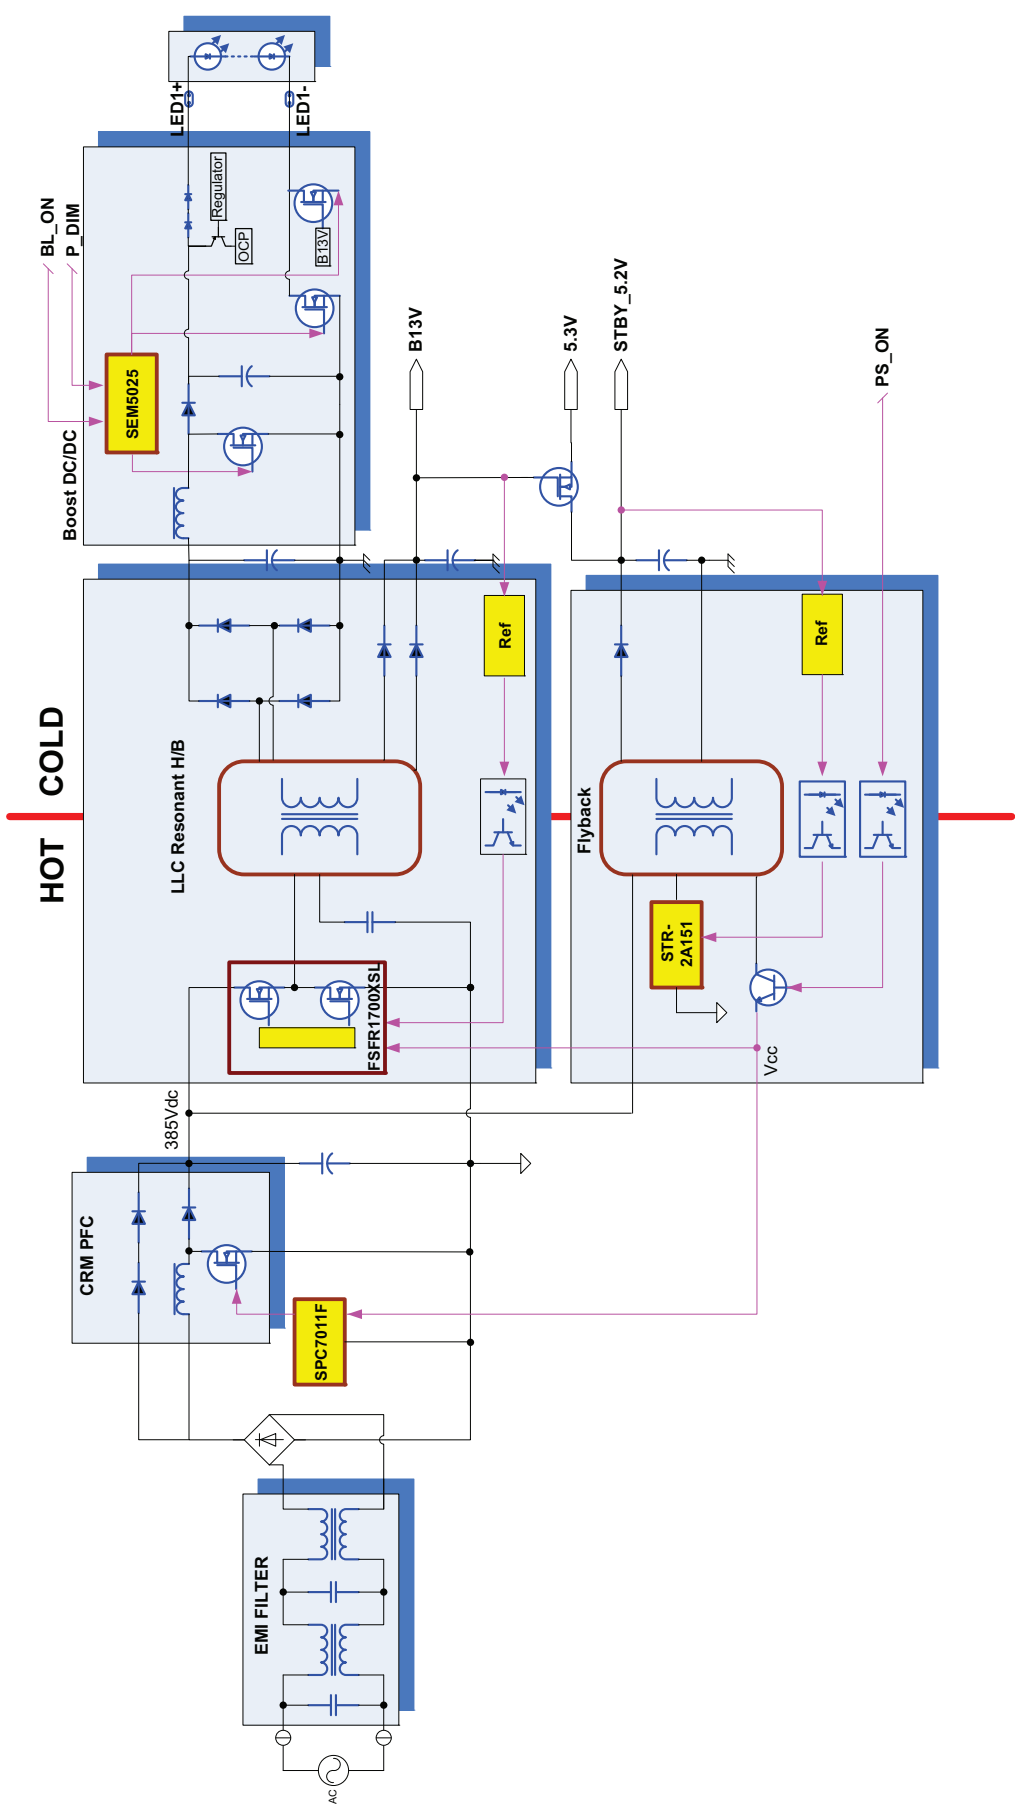 AC
EMI FILTER
CRM PFC
SPC7011F
385Vdc
HOT
COLD
LLC Resonant H/B
FSFR1700XSL
Ref
Flyback
STR-
2A151
Vcc
Ref
Boost DC/DC
SEM5025
BL_ON
P_DIM
Regulator
OCP
B13V
LED1+
LED1-
B13V
5.3V
STBY_5.2V
PS_ON